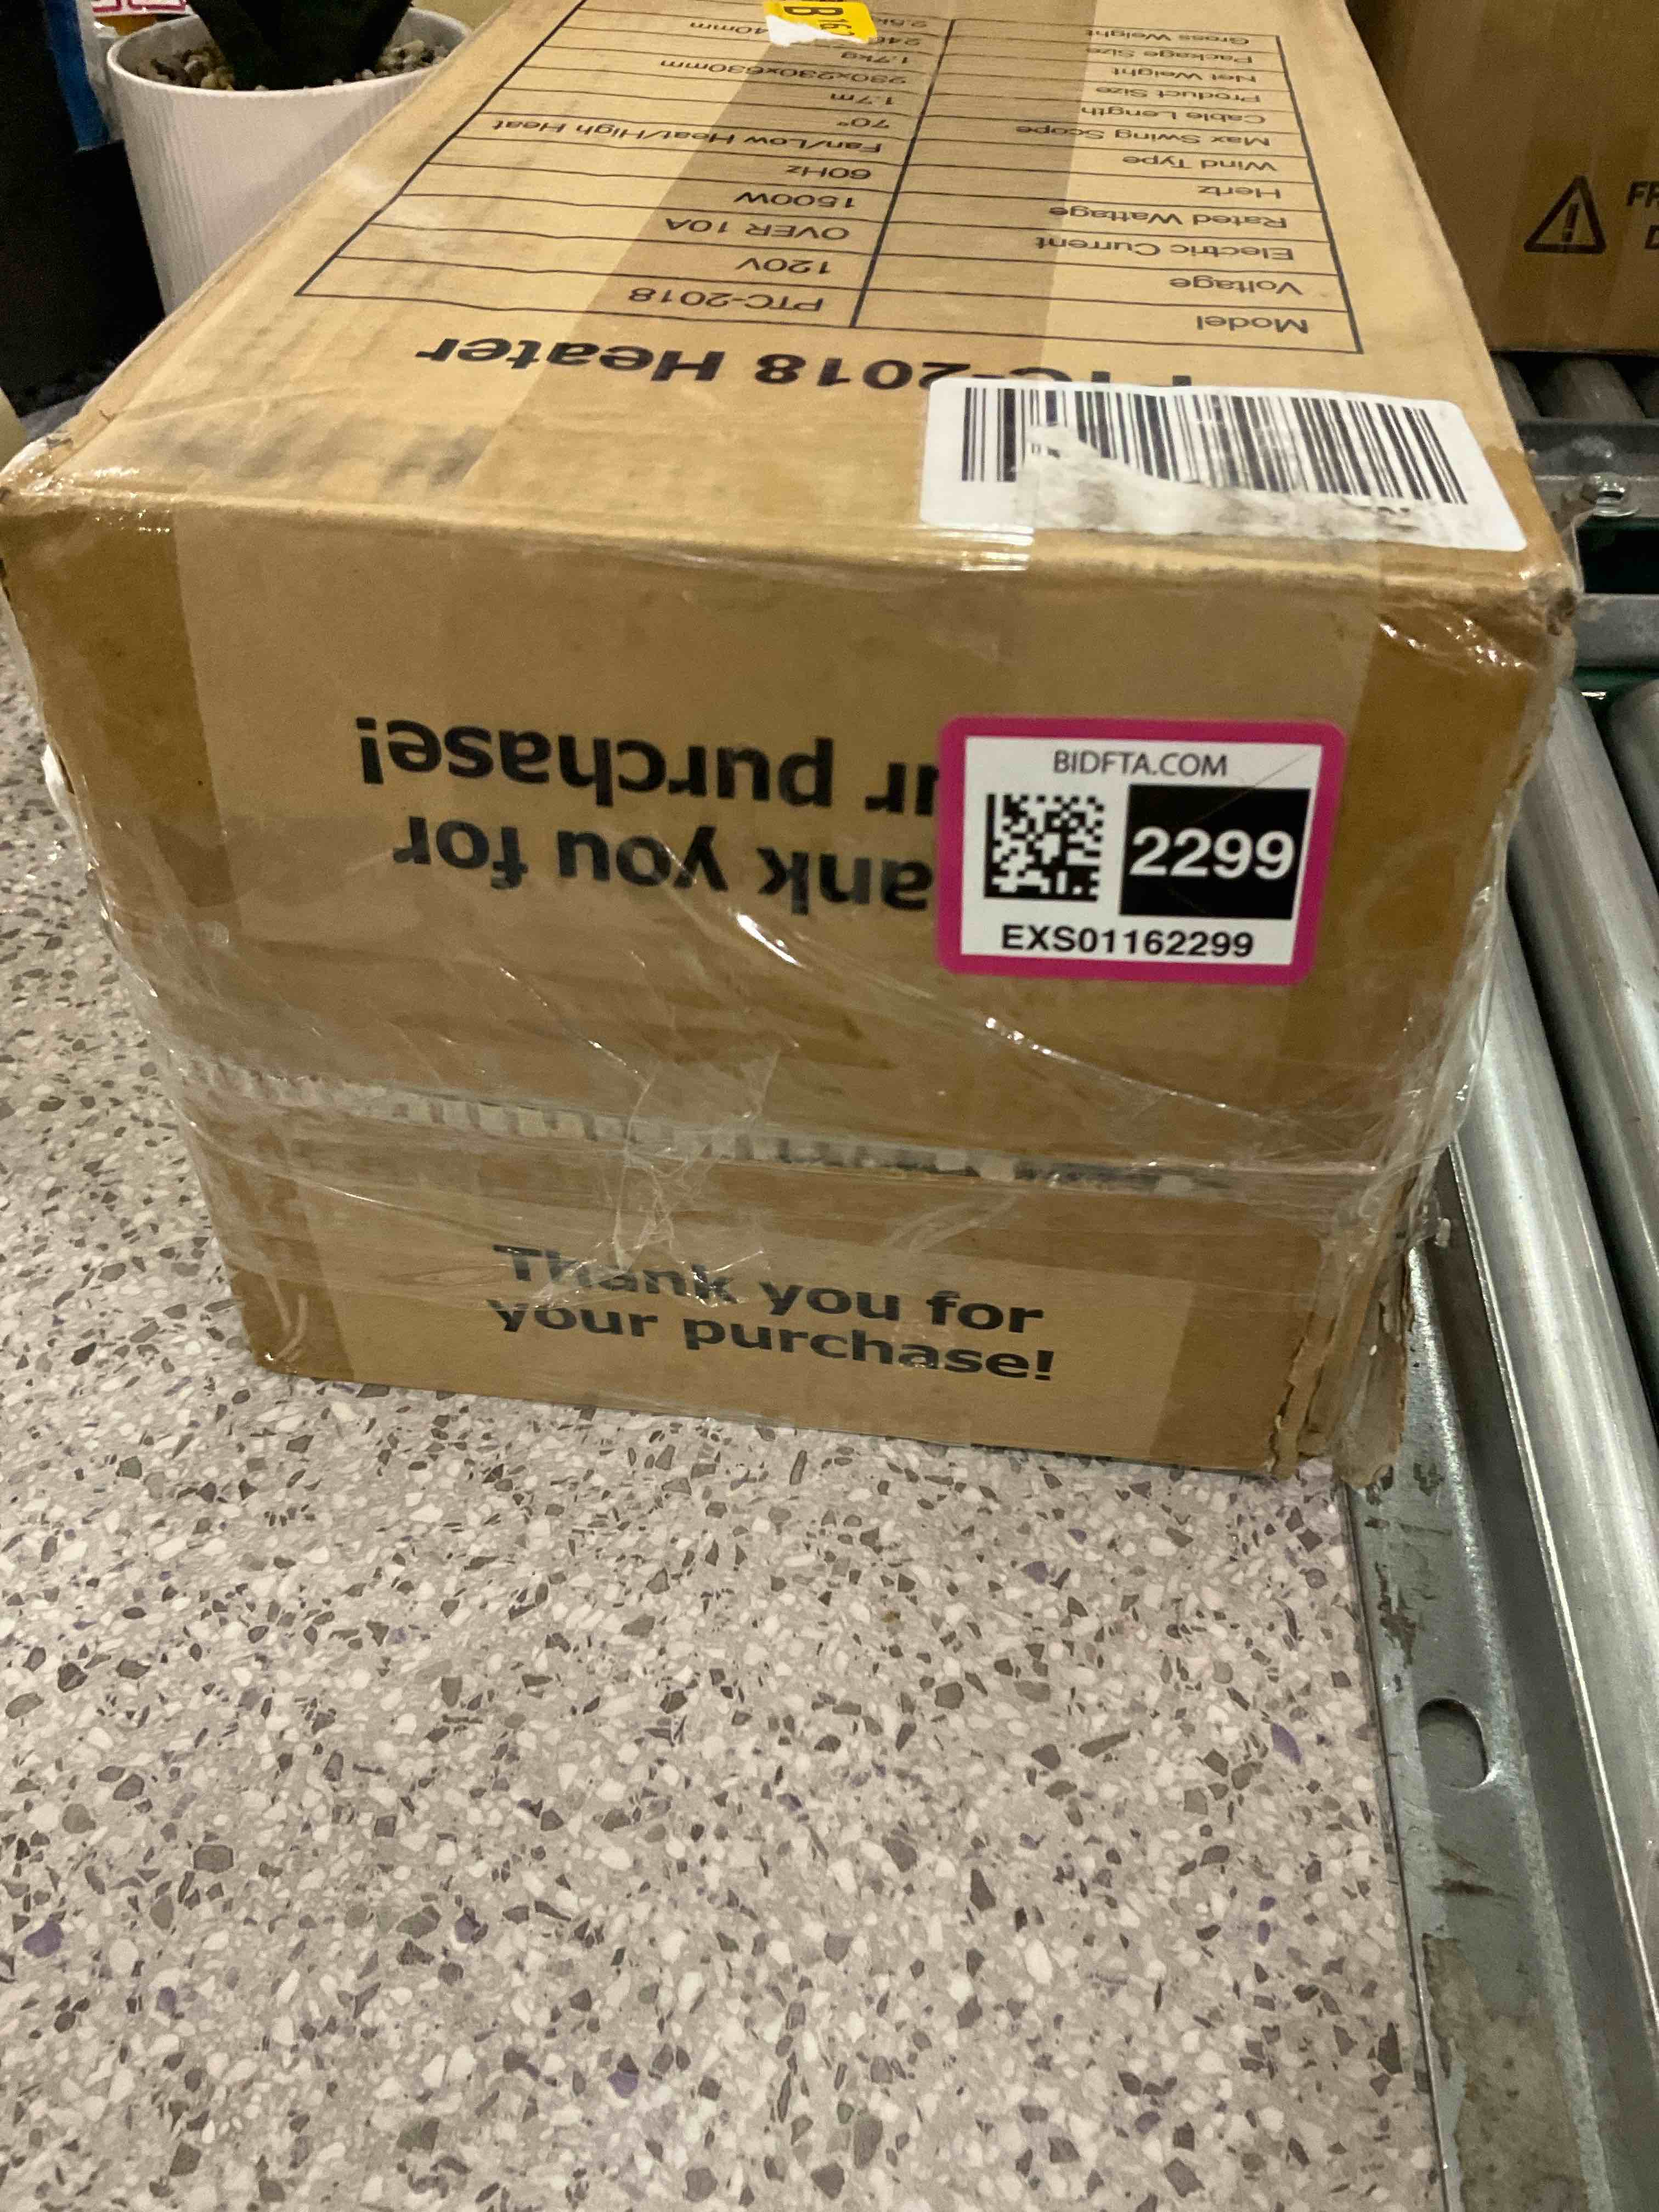 PTC-2018 Heater
Model PTC-2018
Voltage 120V
Electric Current OVER 10A
Rated Wattage 1500W
Hertz 60Hz
Wind Type Fan/Low Heat/High Heat
Max Swing Scope 70°
Cable Length 1.7m
Product Size 230x230x630mm
Net Weight 1.7kg
Package Size
Gross Weight
ank you for
ur purchase!
BIDFTA.COM
2299
EXS01162299
Thank you for
your purchase!